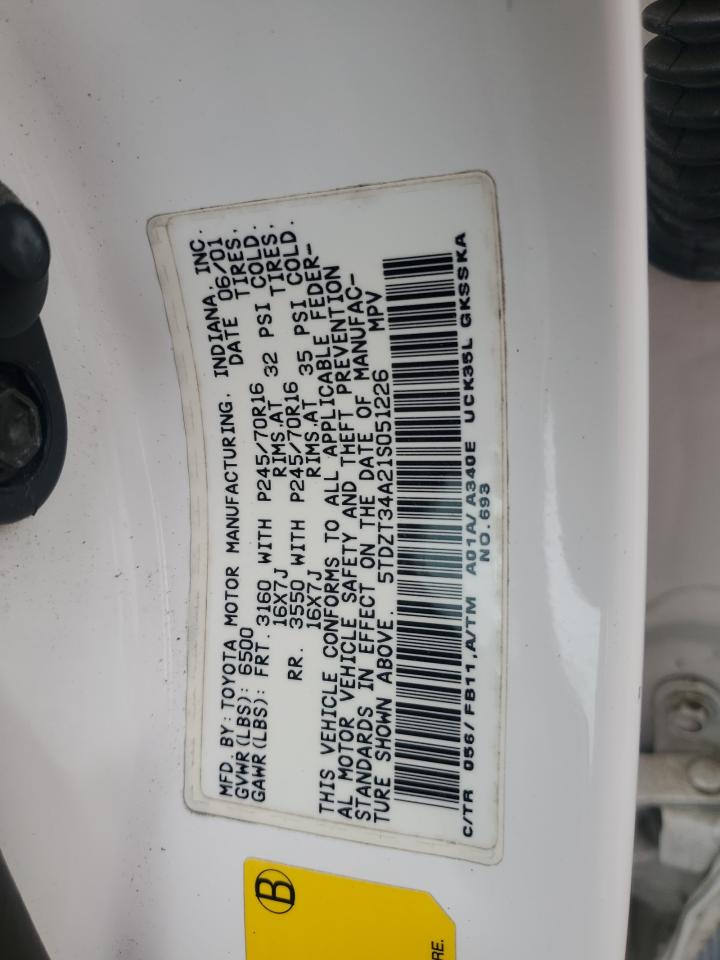 MFD. BY: TOYOTA MOTOR MANUFACTURING, INDIANA, INC.
GVWR(LBS): 6500 DATE 06/01
GAWR(LBS): FRT. 3160 WITH P245/70R16 TIRES,
16X7J RIMS,AT 32 PSI COLD.
RR. 3550 WITH P245/70R16 TIRES,
16X7J RIMS,AT 35 PSI COLD.
THIS VEHICLE CONFORMS TO ALL APPLICABLE FEDER-
AL MOTOR VEHICLE SAFETY AND THEFT PREVENTION
STANDARDS IN EFFECT ON THE DATE OF MANUFAC-
TURE SHOWN ABOVE. 5TDZT34A21S051226 MPV
C/TR 056/FB11,A/TM A01A/A340E UCK35L GKSSKA
NO.693
B
RE.